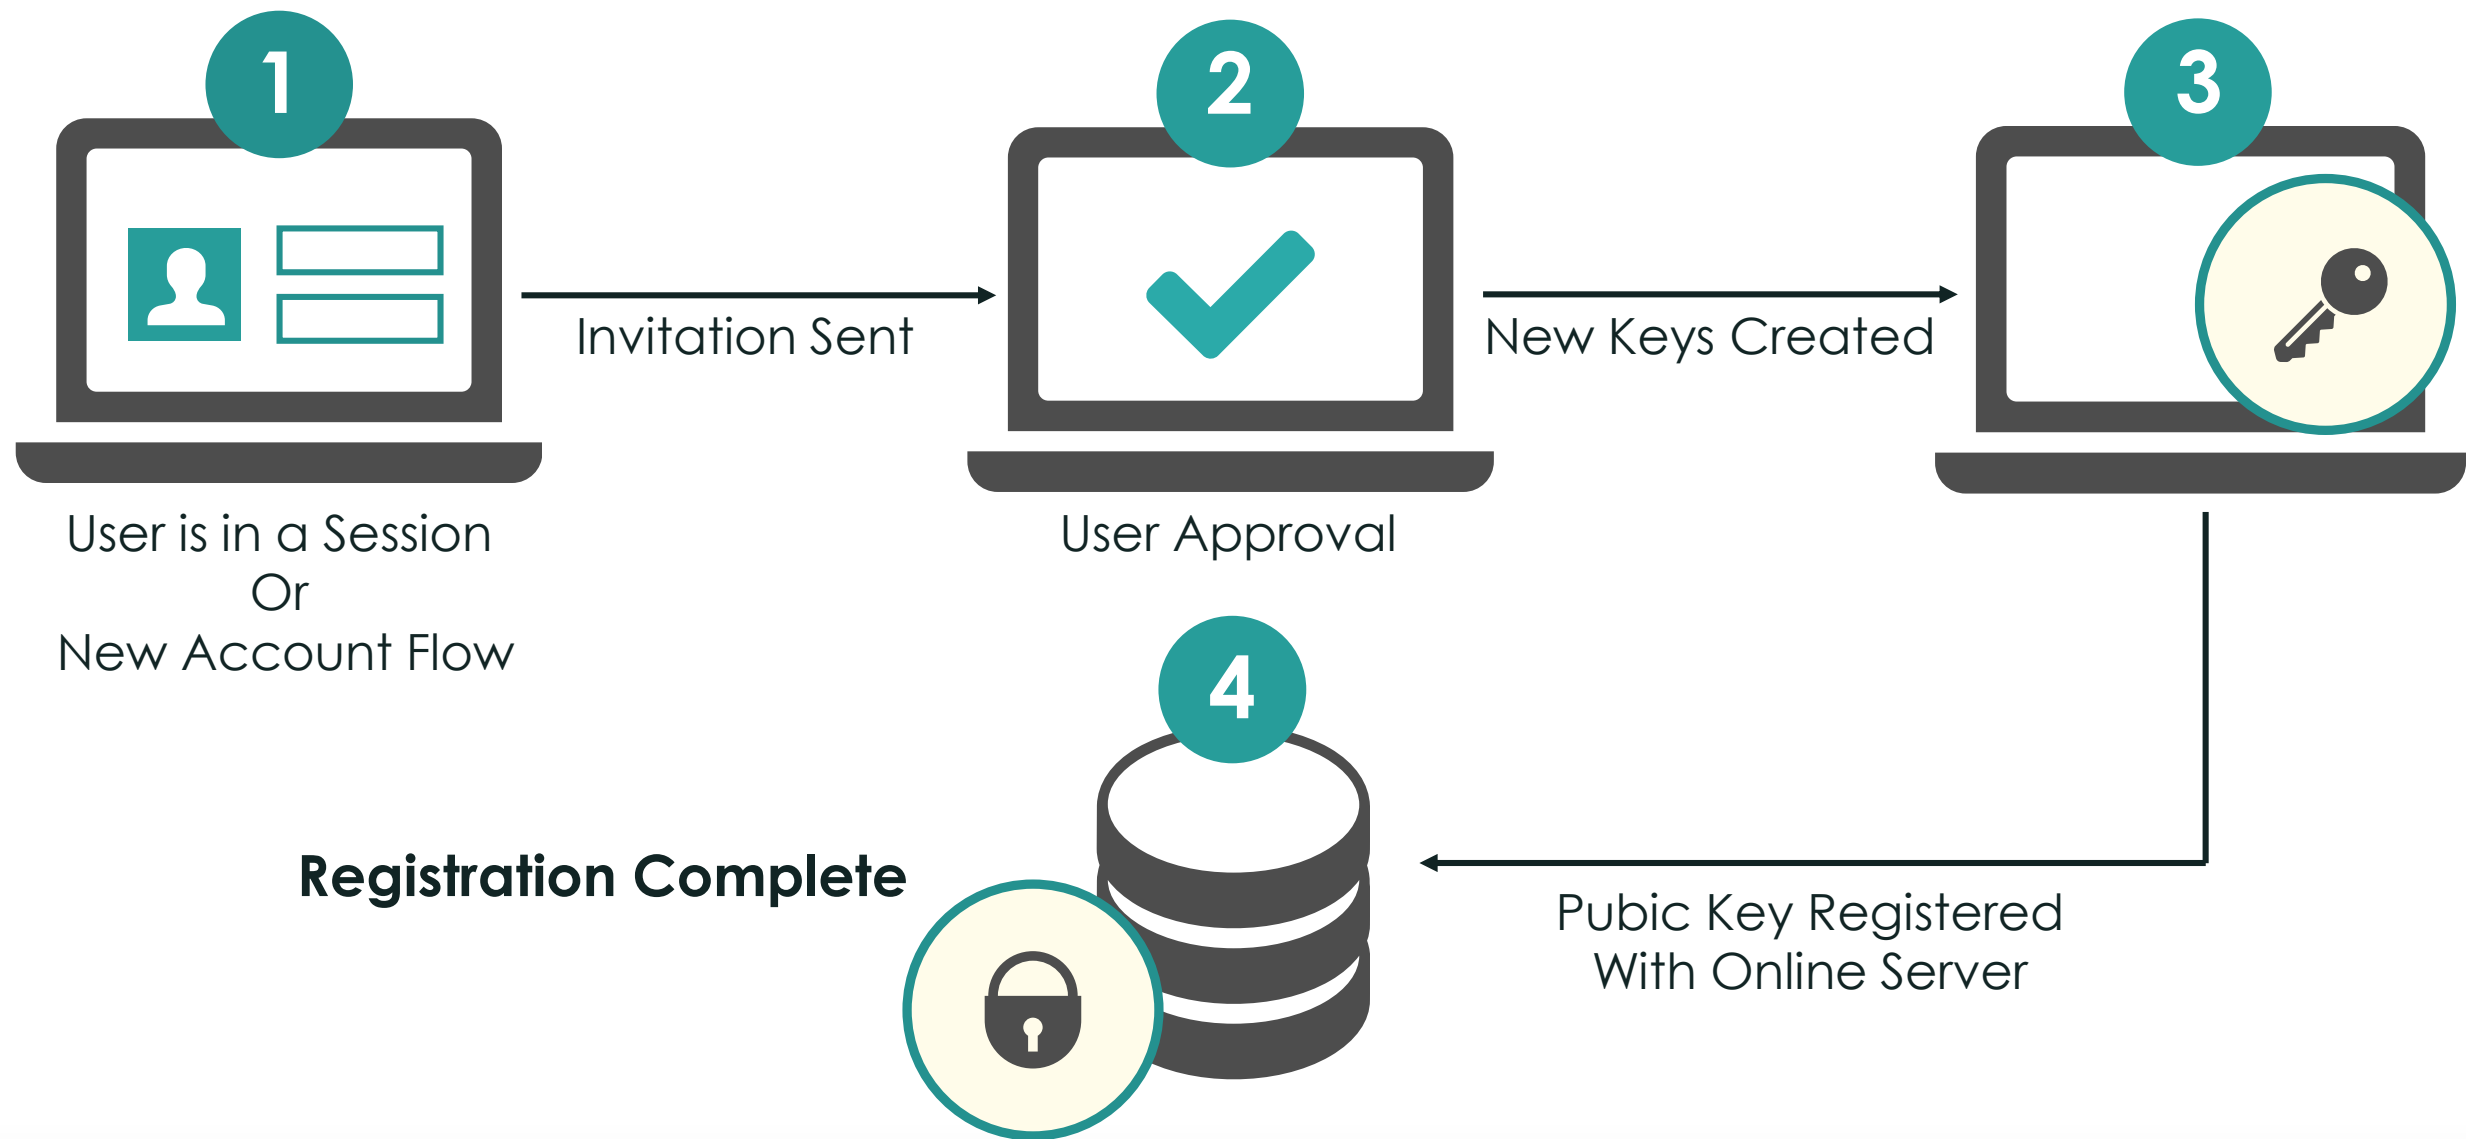 1
2
3
Invitation Sent
New Keys Created
User is in a Session
Or
New Account Flow
User Approval
4
Registration Complete
Pubic Key Registered
With Online Server